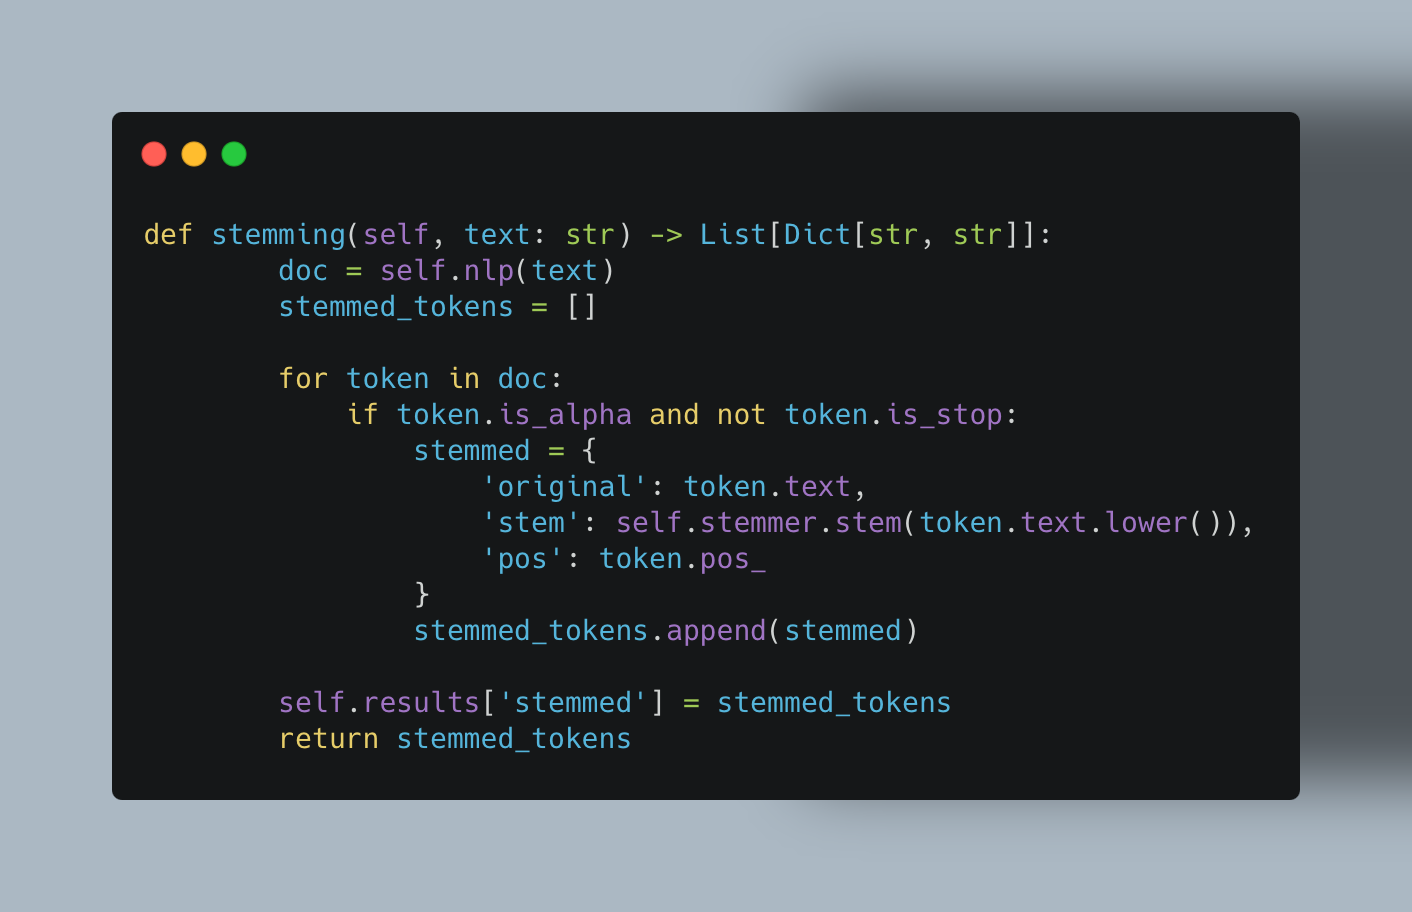 def stemming(self, text: str) -> List[Dict[str, str]]:
        doc = self.nlp(text)
        stemmed_tokens = []

        for token in doc:
            if token.is_alpha and not token.is_stop:
                stemmed = {
                    'original': token.text,
                    'stem': self.stemmer.stem(token.text.lower()),
                    'pos': token.pos_
                }
                stemmed_tokens.append(stemmed)

        self.results['stemmed'] = stemmed_tokens
        return stemmed_tokens